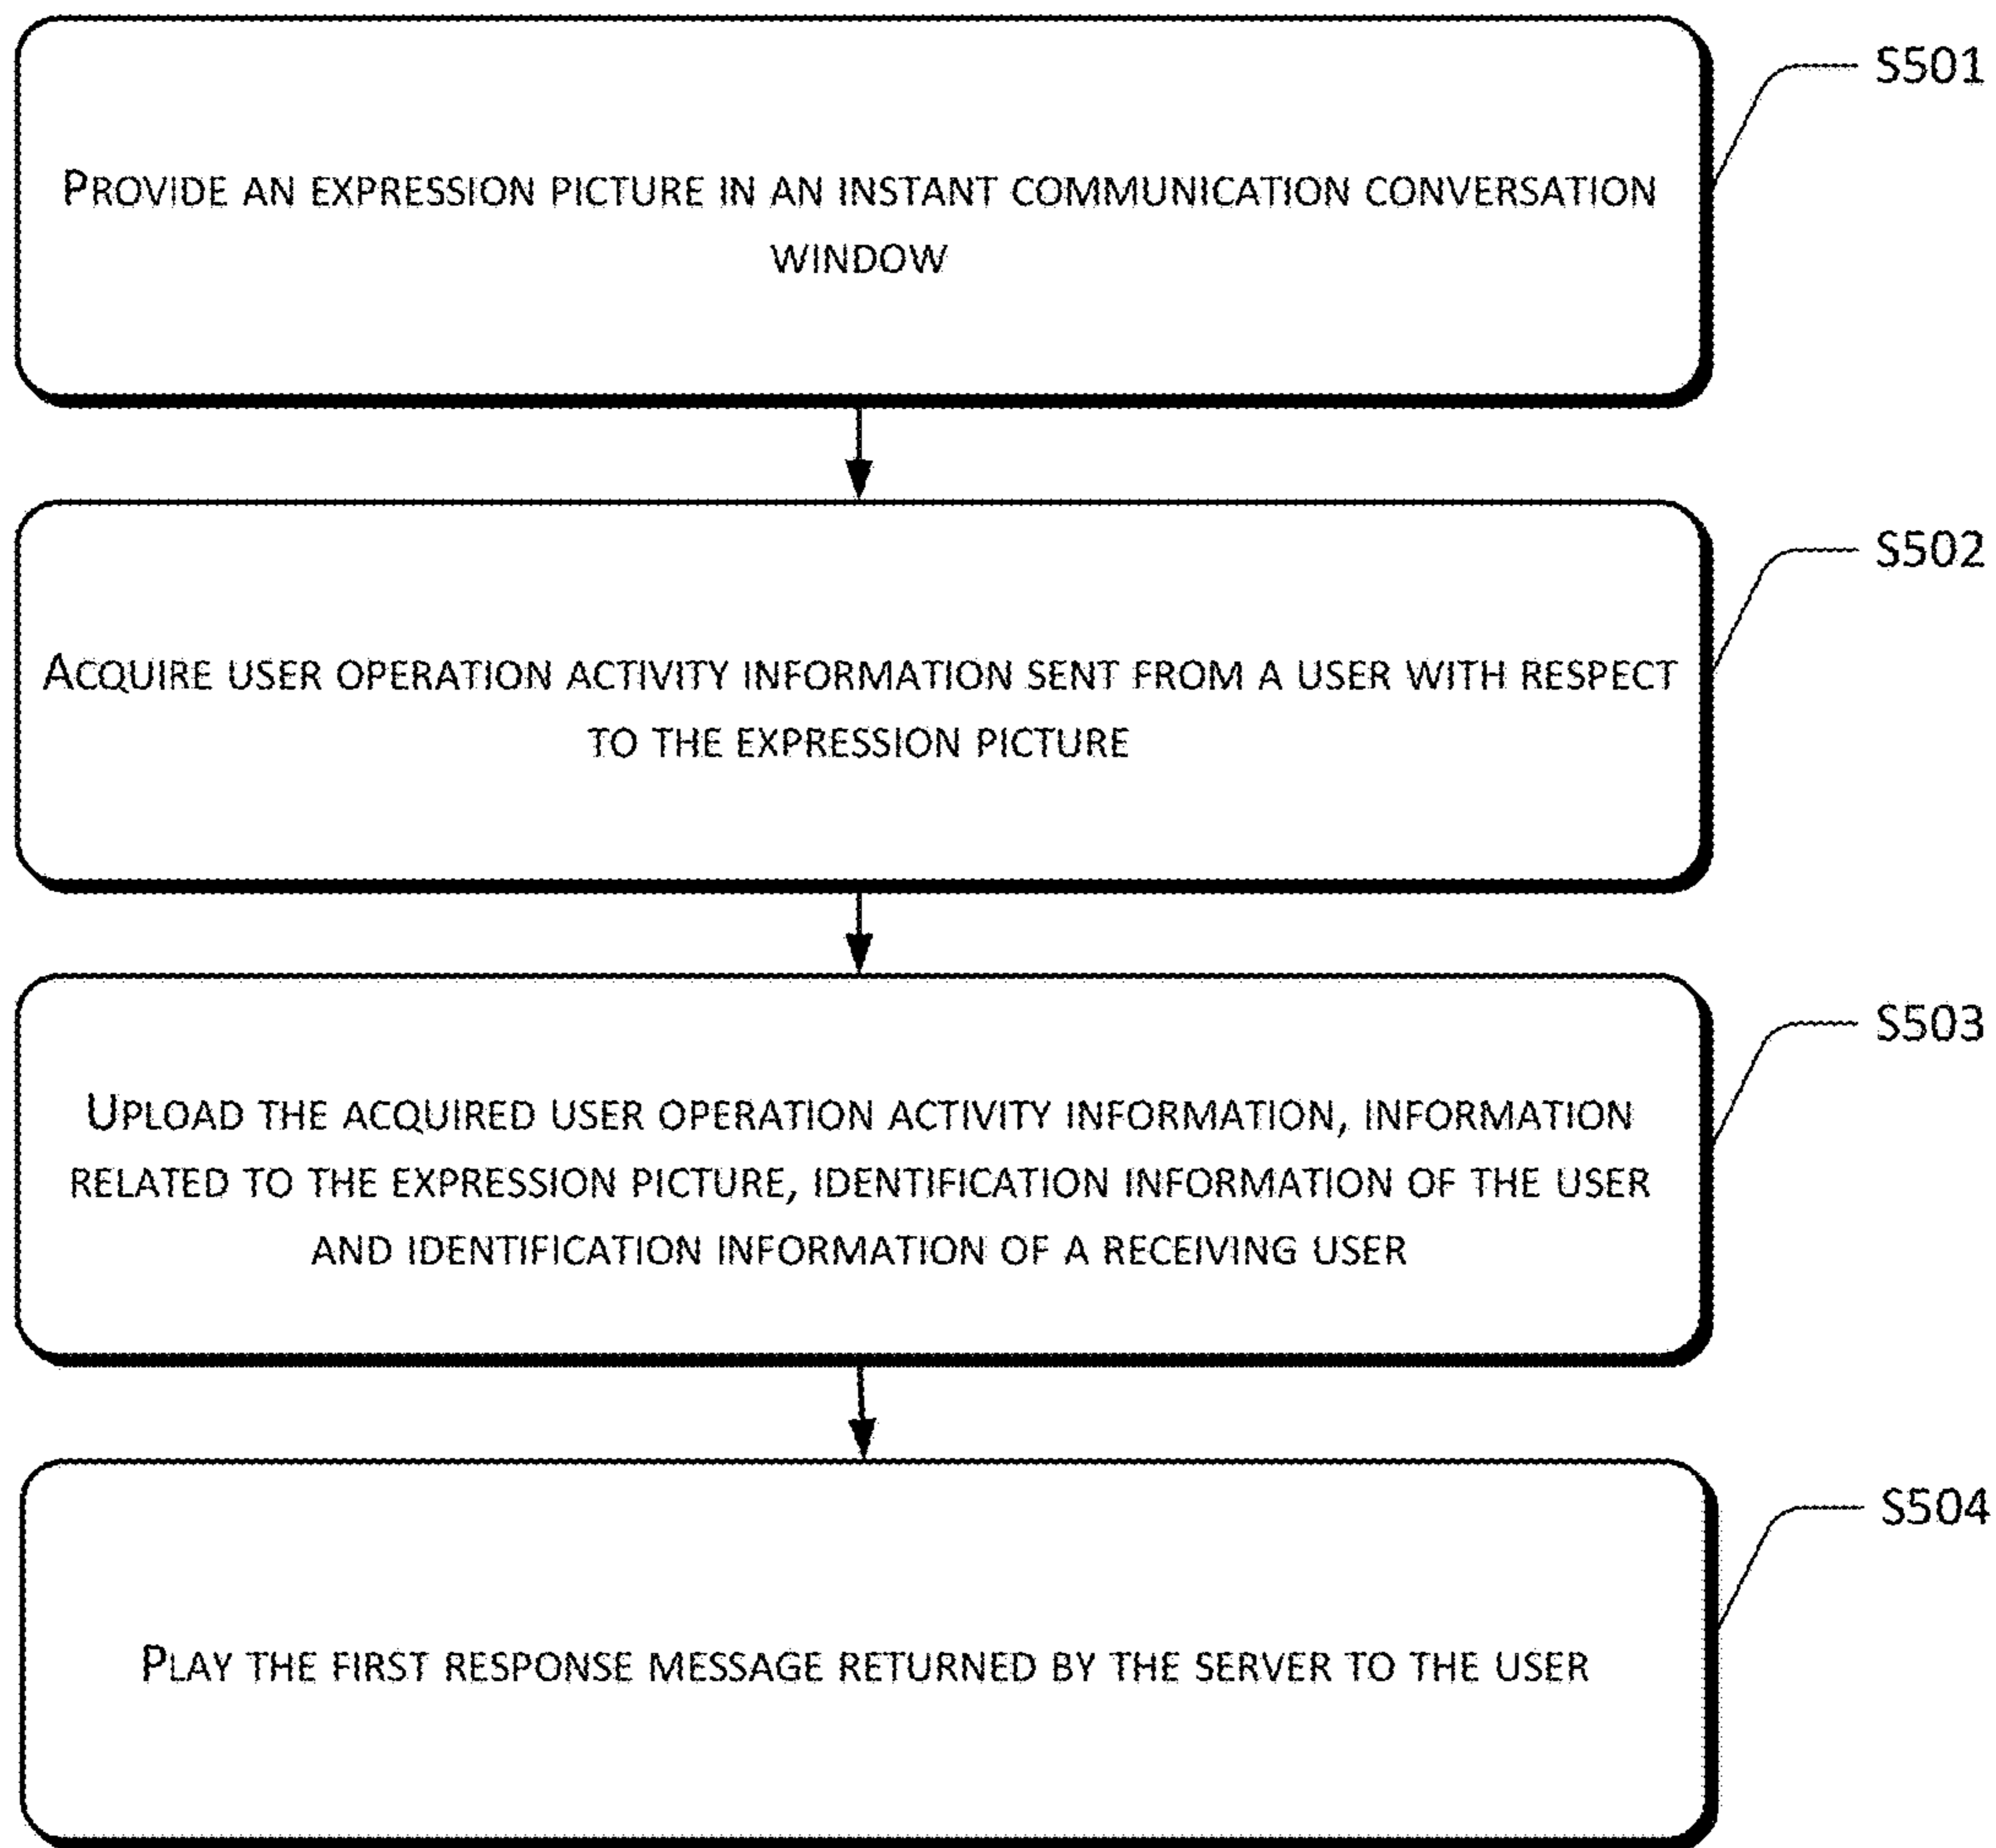 PROVIDE AN EXPRESSION PICTURE IN AN INSTANT COMMUNICATION CONVERSATION
WINDOW
S501
ACQUIRE USER OPERATION ACTIVITY INFORMATION SENT FROM A USER WITH RESPECT
TO THE EXPRESSION PICTURE
S502
UPLOAD THE ACQUIRED USER OPERATION ACTIVITY INFORMATION, INFORMATION
RELATED TO THE EXPRESSION PICTURE, IDENTIFICATION INFORMATION OF THE USER
AND IDENTIFICATION INFORMATION OF A RECEIVING USER
S503
PLAY THE FIRST RESPONSE MESSAGE RETURNED BY THE SERVER TO THE USER
S504